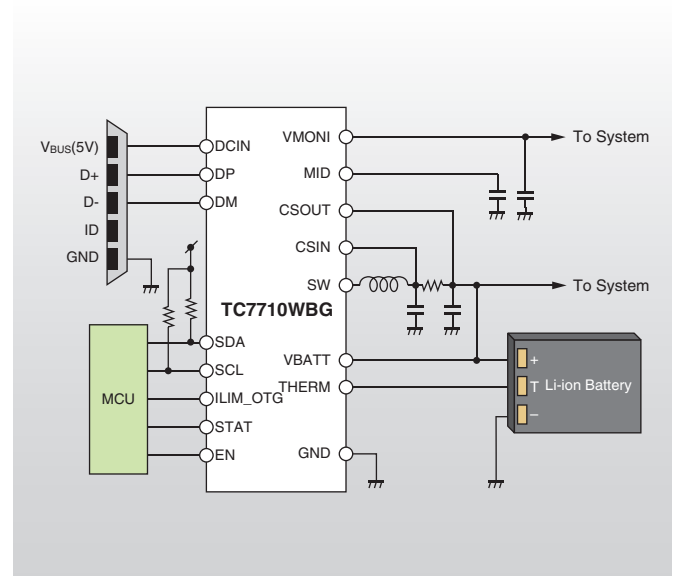 VBUS(5V)
D+
D-
ID
GND
DCIN
DP
DM
SDA
SCL
ILIM_OTG
STAT
EN
MCU
TC7710WBG
VMONI
MID
CSOUT
CSIN
SW
VBATT
THERM
GND
To System
To System
+
T Li-ion Battery
–